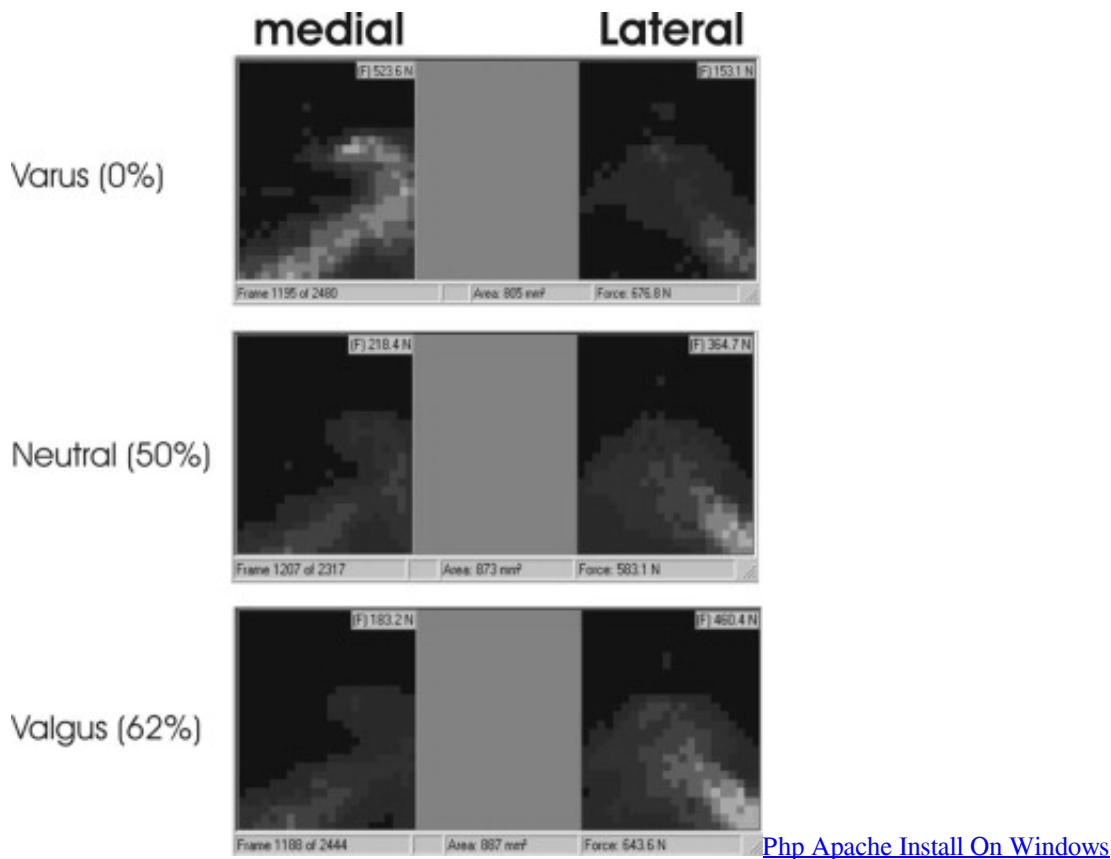 medial Lateral
(F) 523.6 N (F) 153.1 N
Varus (0%)
Frame 1195 of 2480 Area: 805 mm² Force: 676.8 N
(F) 218.4 N (F) 364.7 N
Neutral (50%)
Frame 1207 of 2317 Area: 873 mm² Force: 583.1 N
(F) 183.2 N (F) 460.4 N
Valgus (62%)
Frame 1188 of 2444 Area: 887 mm² Force: 643.6 N
Php Apache Install On Windows